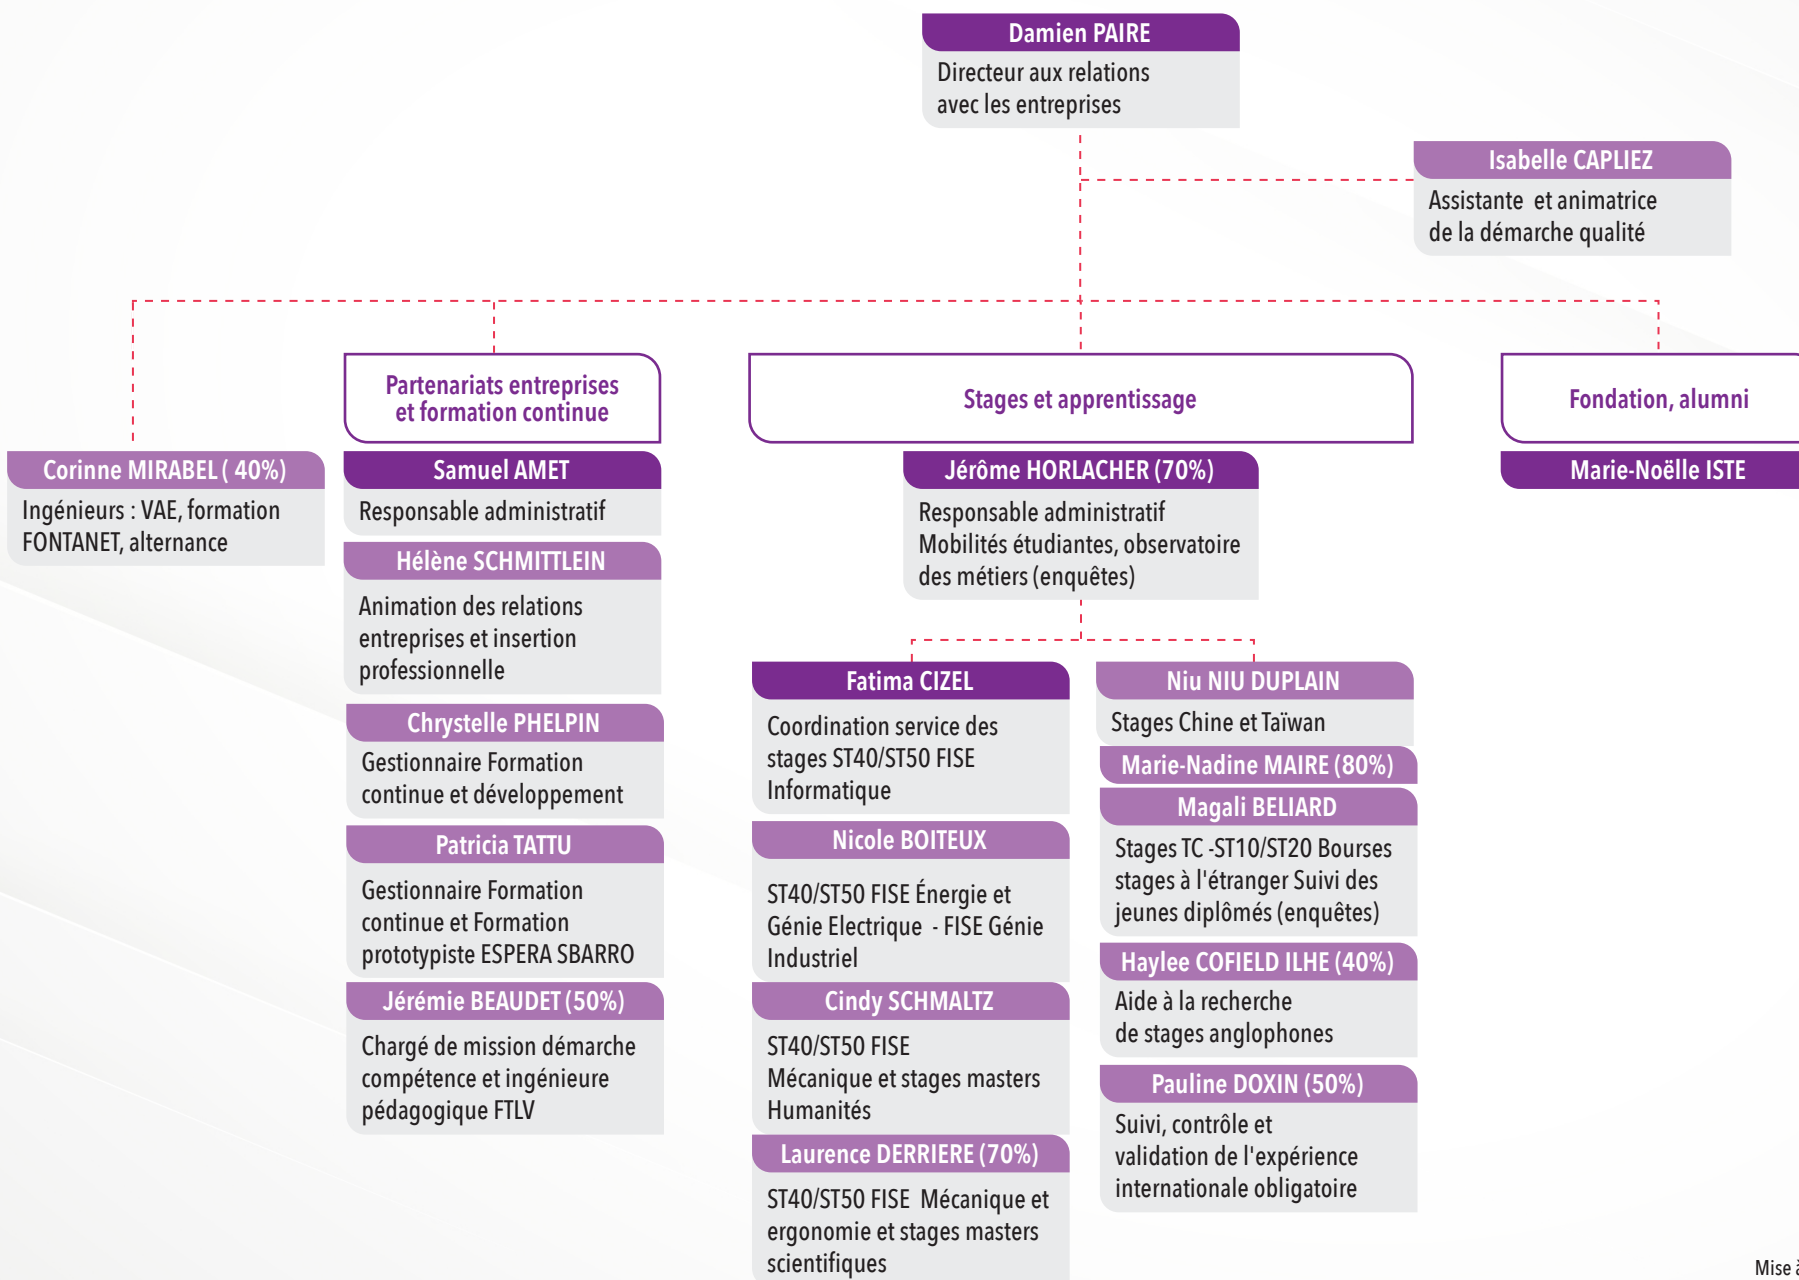 Damien PAIRE
Directeur aux relations
avec les entreprises
Isabelle CAPLIEZ
Assistante et animatrice
de la démarche qualité
Corinne MIRABEL ( 40%)
Ingénieurs : VAE, formation
FONTANET, alternance
Partenariats entreprises
et formation continue
Samuel AMET
Responsable administratif
Hélène SCHMITTLEIN
Animation des relations
entreprises et insertion
professionnelle
Chrystelle PHELPIN
Gestionnaire Formation
continue et développement
Patricia TATTU
Gestionnaire Formation
continue et Formation
prototypiste ESPERA SBARRO
Jérémie BEAUDET (50%)
Chargé de mission démarche
compétence et ingénieure
pédagogique FTLV
Stages et apprentissage
Jérôme HORLACHER (70%)
Responsable administratif
Mobilités étudiantes, observatoire
des métiers (enquêtes)
Fatima CIZEL
Coordination service des
stages ST40/ST50 FISE
Informatique
Nicole BOITEUX
ST40/ST50 FISE Énergie et
Génie Electrique - FISE Génie
Industriel
Cindy SCHMALTZ
ST40/ST50 FISE
Mécanique et stages masters
Humanités
Laurence DERRIERE (70%)
ST40/ST50 FISE Mécanique et
ergonomie et stages masters
scientifiques
Niu NIU DUPLAIN
Stages Chine et Taïwan
Marie-Nadine MAIRE (80%)
Magali BELIARD
Stages TC -ST10/ST20 Bourses
stages à l'étranger Suivi des
jeunes diplômés (enquêtes)
Haylee COFIELD ILHE (40%)
Aide à la recherche
de stages anglophones
Pauline DOXIN (50%)
Suivi, contrôle et
validation de l'expérience
internationale obligatoire
Fondation, alumni
Marie-Noëlle ISTE
Mise à